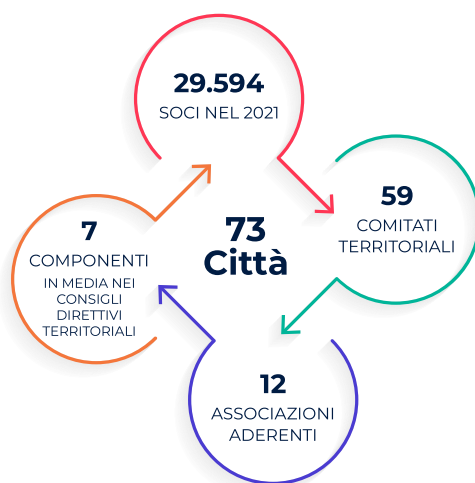 29.594
SOCI NEL 2021
59
COMITATI
TERRITORIALI
73
Città
7
COMPONENTI
IN MEDIA NEI
CONSIGLI
DIRETTIVI
TERRITORIALI
12
ASSOCIAZIONI
ADERENTI